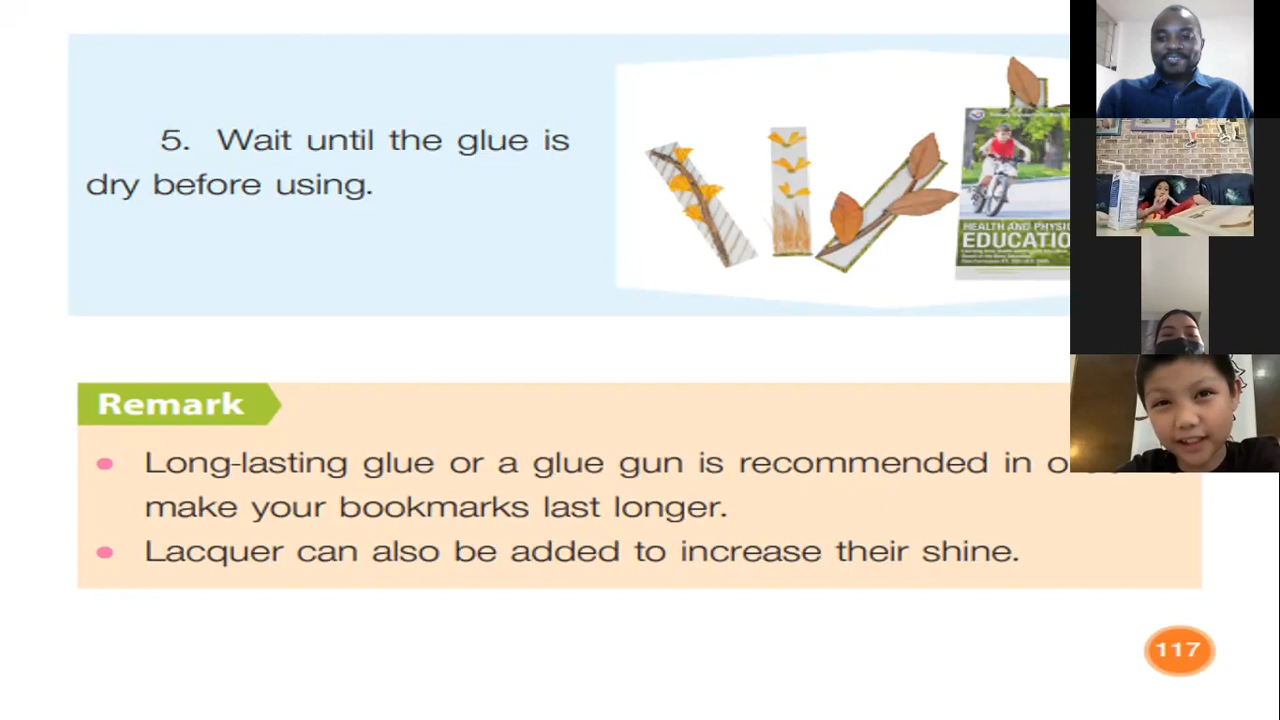 5. Wait until the glue is
dry before using.
HEALTH AND PHYSI
EDUCATIO
Remark
Long-lasting glue or a glue gun is recommended in o
make your bookmarks last longer.
Lacquer can also be added to increase their shine.
117